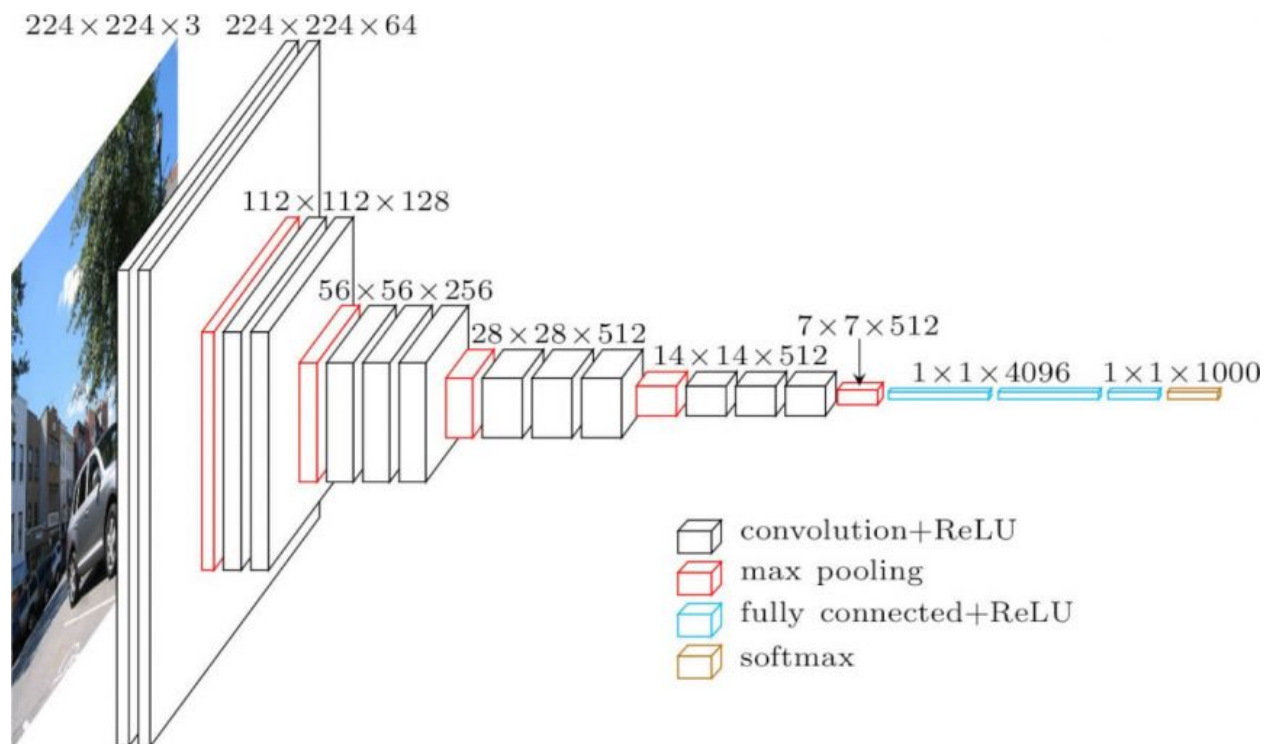 224×224×3
224×224×64
112×112×128
56×56×256
28×28×512
14×14×512
7×7×512
1×1×4096
1×1×1000
convolution+ReLU
max pooling
fully connected+ReLU
softmax